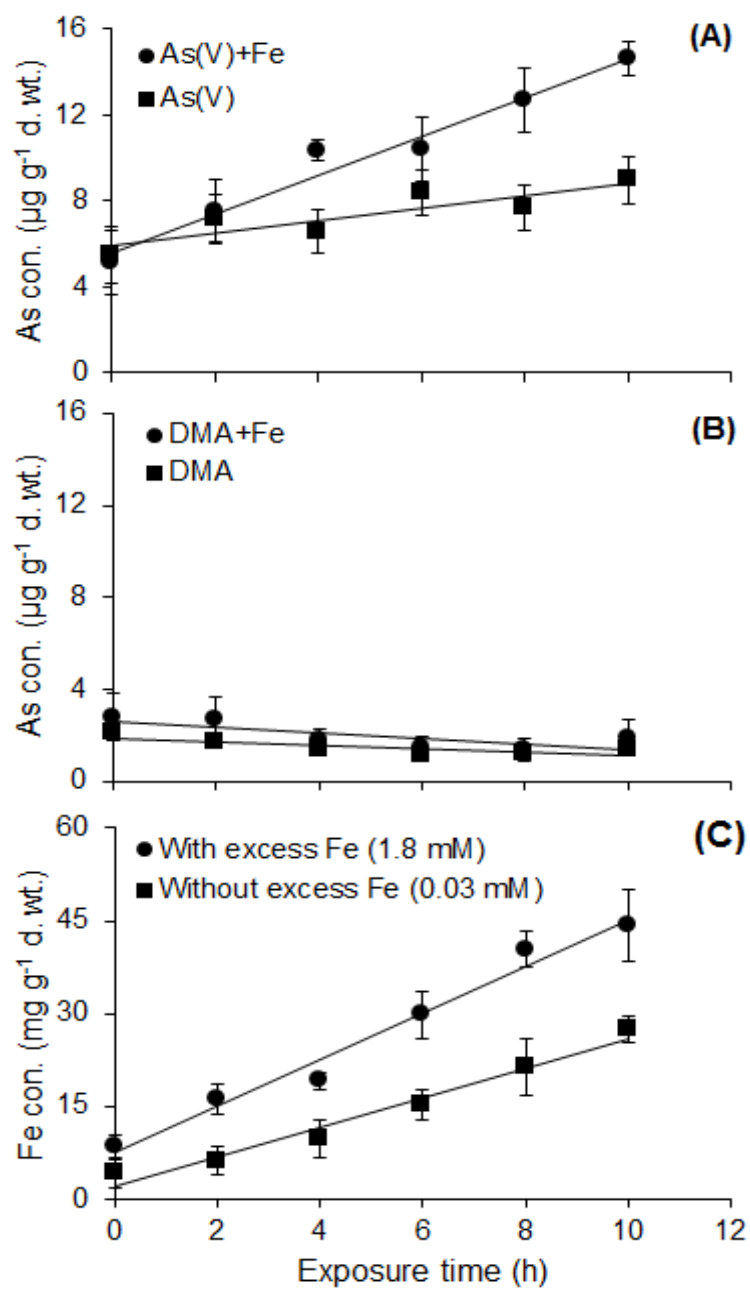 (A)
As(V)+Fe
As(V)
As con. (µg g⁻¹ d. wt.)
16
12
8
4
0
(B)
DMA+Fe
DMA
As con. (µg g⁻¹ d. wt.)
16
12
8
4
0
(C)
With excess Fe (1.8 mM)
Without excess Fe (0.03 mM)
Fe con. (mg g⁻¹ d. wt.)
60
45
30
15
0
0 2 4 6 8 10 12
Exposure time (h)